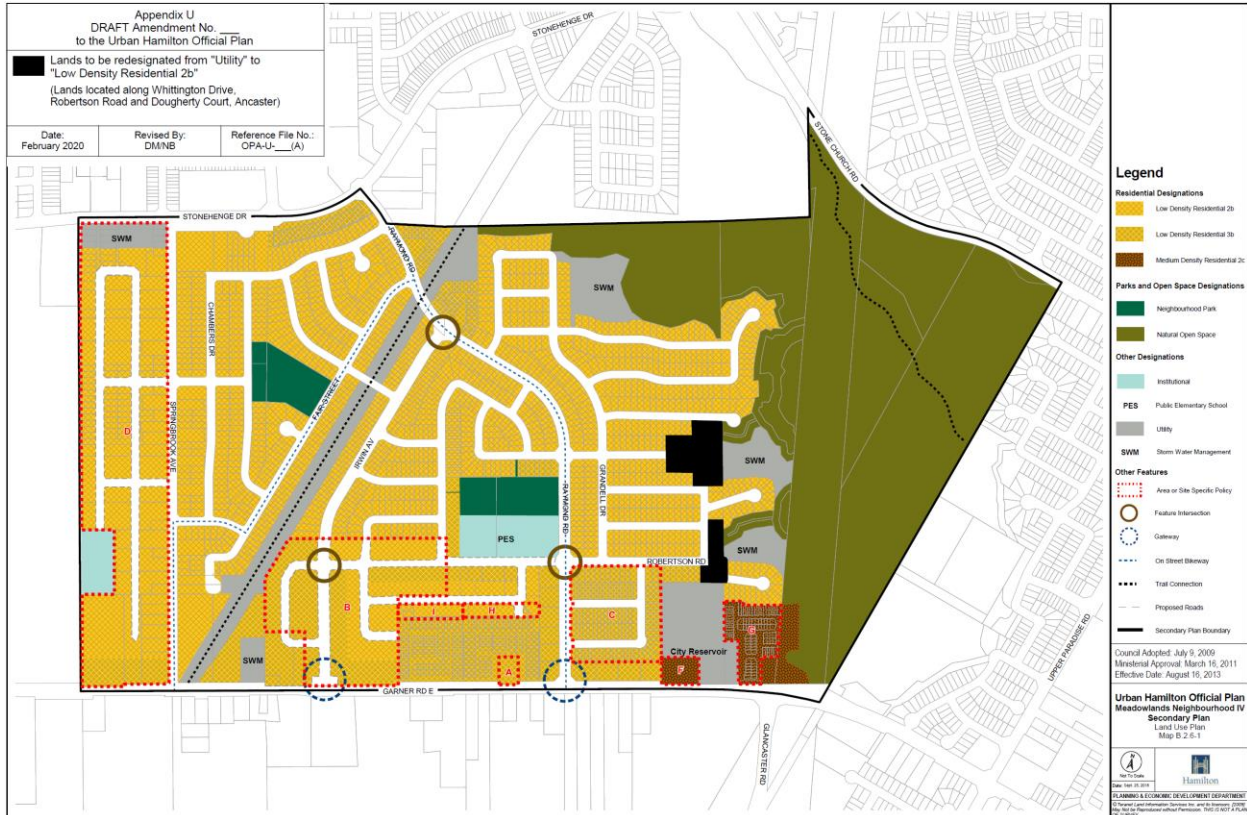 Appendix U
DRAFT Amendment No. ___
to the Urban Hamilton Official Plan
Lands to be redesignated from "Utility" to
"Low Density Residential 2b"
(Lands located along Whittington Drive,
Robertson Road and Dougherty Court, Ancaster)
Date:
February 2020
Revised By:
DM/NB
Reference File No.:
OPA-U-___(A)
STONEHENGE DR
STONE CHURCH RD
STONEHENGE DR
SWM
RAYMOND RD
SWM
CHAMBERS DR
FAIR STREET
SPRINGBROOK AVE
D
IRWIN AV
GRANDELL DR
RAYMOND RD
SWM
PES
ROBERTSON RD
SWM
B
I
H
C
G
City Reservoir
SWM
A
F
GARNER RD E
GLANCASTER RD
UPPER PARADISE RD
Legend
Residential Designations
Low Density Residential 2b
Low Density Residential 3b
Medium Density Residential 2c
Parks and Open Space Designations
Neighbourhood Park
Natural Open Space
Other Designations
Institutional
PES Public Elementary School
Utility
SWM Storm Water Management
Other Features
Area or Site Specific Policy
Feature Intersection
Gateway
On Street Bikeway
Trail Connection
Proposed Roads
Secondary Plan Boundary
Council Adopted: July 9, 2009
Ministerial Approval: March 16, 2011
Effective Date: August 16, 2013
Urban Hamilton Official Plan
Meadowlands Neighbourhood IV
Secondary Plan
Land Use Plan
Map B.2.6-1
N
Not To Scale
Hamilton
PLANNING & ECONOMIC DEVELOPMENT DEPARTMENT